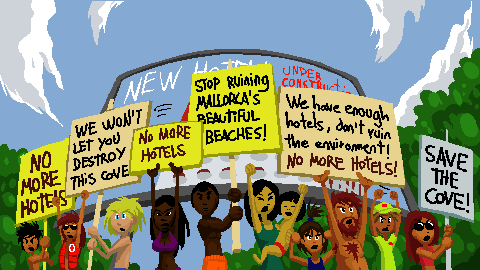 NEW HOTEL
UNDER
CONSTRUCTION
NO
MORE
HOTELS
WE WON'T
LET YOU
DESTROY
THIS COVE
NO MORE
HOTELS
STOP RUINING
MALLORCA'S
BEAUTIFUL
BEACHES!
We have enough
hotels, don't ruin
the environment!
NO MORE HOTELS!
SAVE
THE
COVE!